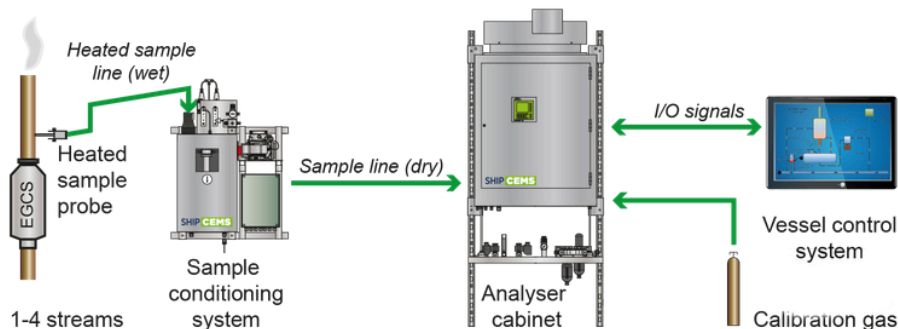 Heated sample
line (wet)
Heated
sample
probe
EGCS
1-4 streams
SHIP CEMS
Sample
conditioning
system
Sample line (dry)
SHIP CEMS
Analyser
cabinet
I/O signals
Vessel control
system
Calibration gas